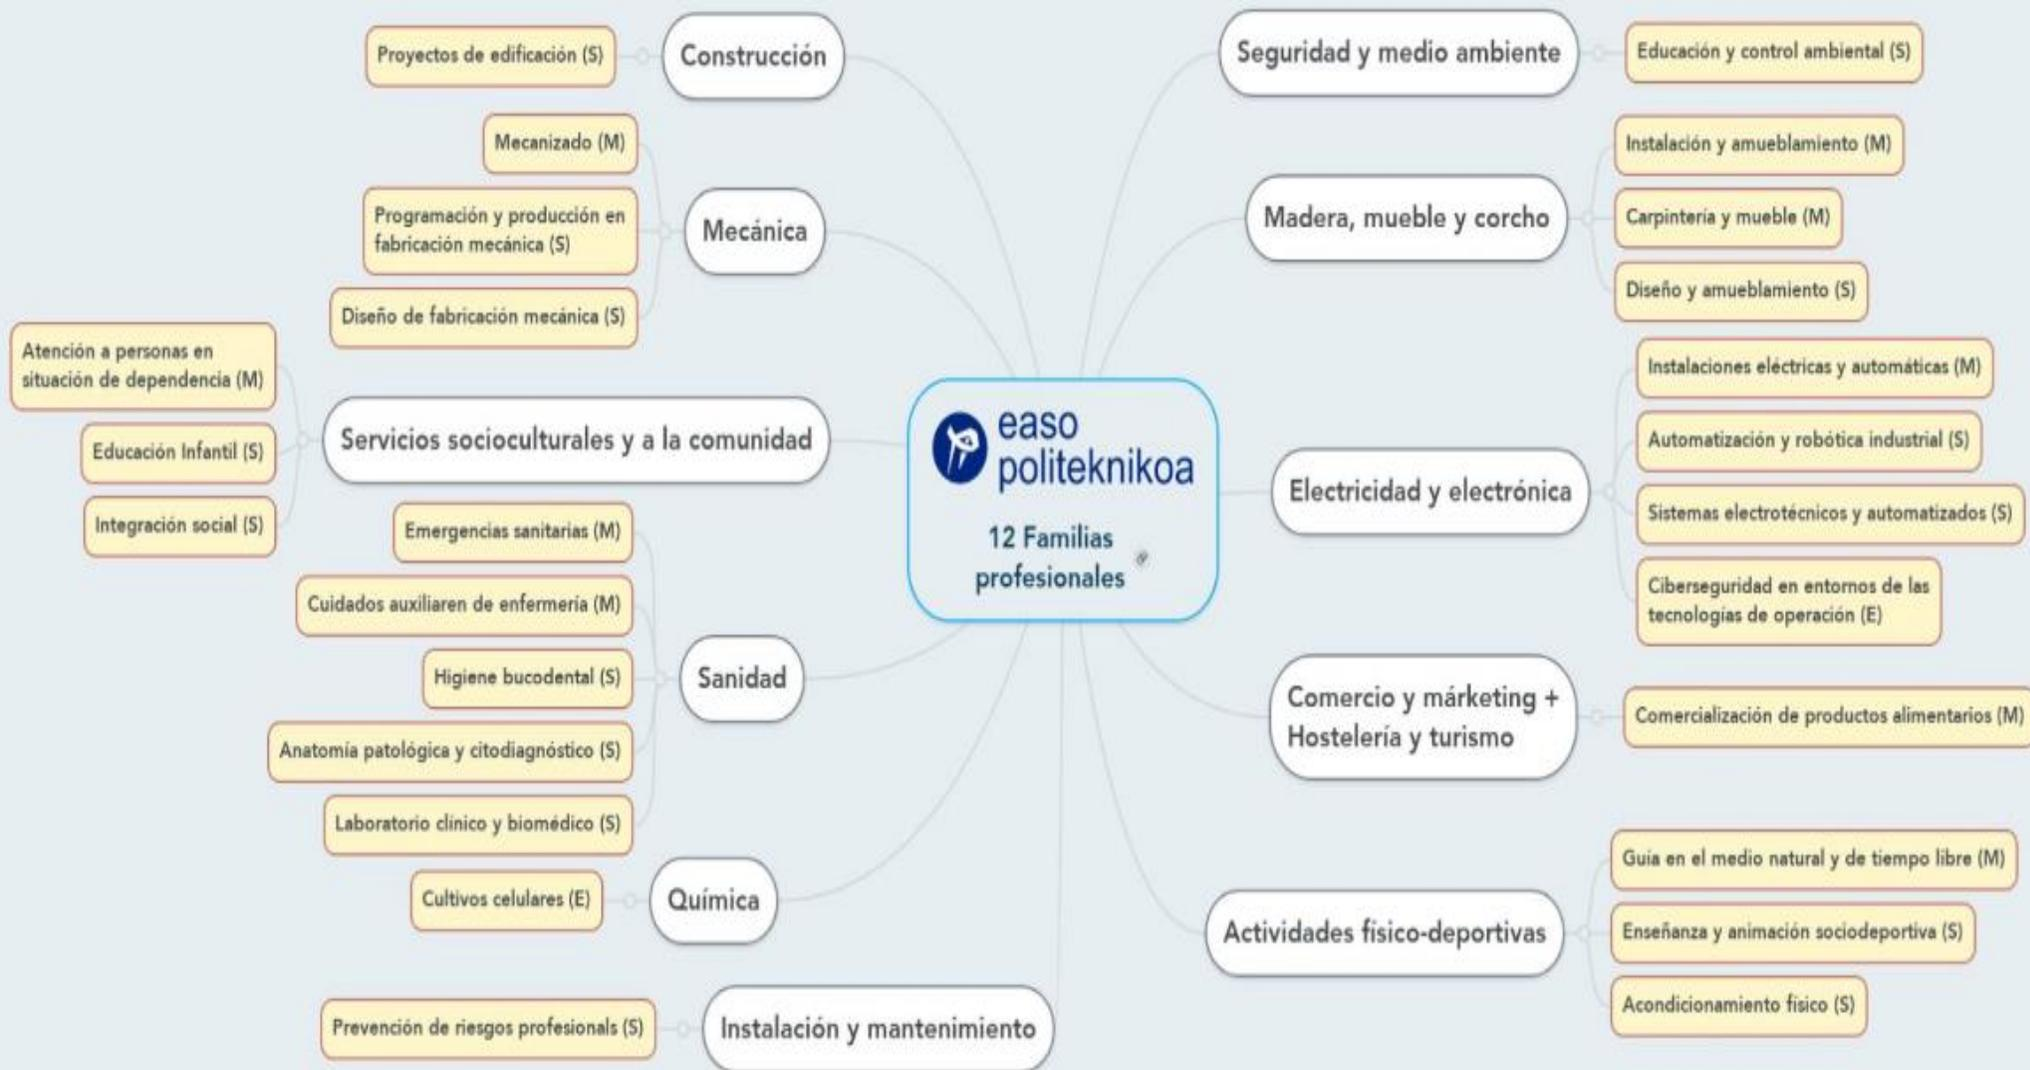 Construcción
Proyectos de edificación (S)
Mecánica
Mecanizado (M)
Programación y producción en
fabricación mecánica (S)
Diseño de fabricación mecánica (S)
Servicios socioculturales y a la comunidad
Atención a personas en
situación de dependencia (M)
Educación Infantil (S)
Integración social (S)
Sanidad
Emergencias sanitarias (M)
Cuidados auxiliaren de enfermería (M)
Higiene bucodental (S)
Anatomía patológica y citodiagnóstico (S)
Laboratorio clínico y biomédico (S)
Química
Cultivos celulares (E)
Instalación y mantenimiento
Prevención de riesgos profesionals (S)
easo
politeknikoa
12 Familias
profesionales
Seguridad y medio ambiente
Educación y control ambiental (S)
Madera, mueble y corcho
Instalación y amueblamiento (M)
Carpintería y mueble (M)
Diseño y amueblamiento (S)
Electricidad y electrónica
Instalaciones eléctricas y automáticas (M)
Automatización y robótica industrial (S)
Sistemas electrotécnicos y automatizados (S)
Ciberseguridad en entornos de las
tecnologías de operación (E)
Comercio y márketing +
Hostelería y turismo
Comercialización de productos alimentarios (M)
Actividades físico-deportivas
Guía en el medio natural y de tiempo libre (M)
Enseñanza y animación sociodeportiva (S)
Acondicionamiento físico (S)